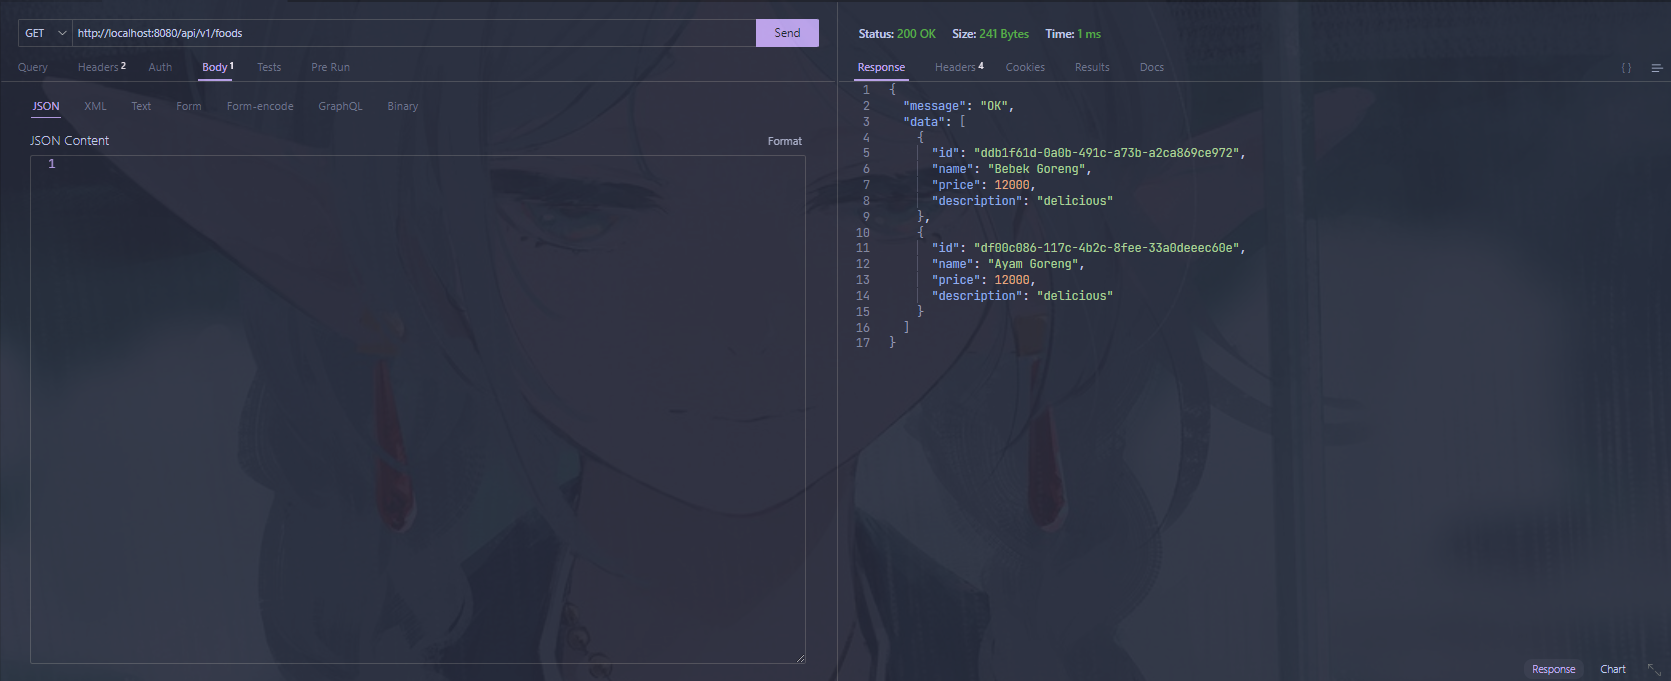 GET http://localhost:8080/api/v1/foods Send
Query Headers 2 Auth Body 1 Tests Pre Run
JSON XML Text Form Form-encode GraphQL Binary
JSON Content Format
1
Status: 200 OK Size: 241 Bytes Time: 1 ms
Response Headers 4 Cookies Results Docs { }
1 {
2 "message": "OK",
3 "data": [
4 {
5 "id": "ddb1f61d-0a0b-491c-a73b-a2ca869ce972",
6 "name": "Bebek Goreng",
7 "price": 12000,
8 "description": "delicious"
9 },
10 {
11 "id": "df00c086-117c-4b2c-8fee-33a0deeec60e",
12 "name": "Ayam Goreng",
13 "price": 12000,
14 "description": "delicious"
15 }
16 ]
17 }
Response Chart